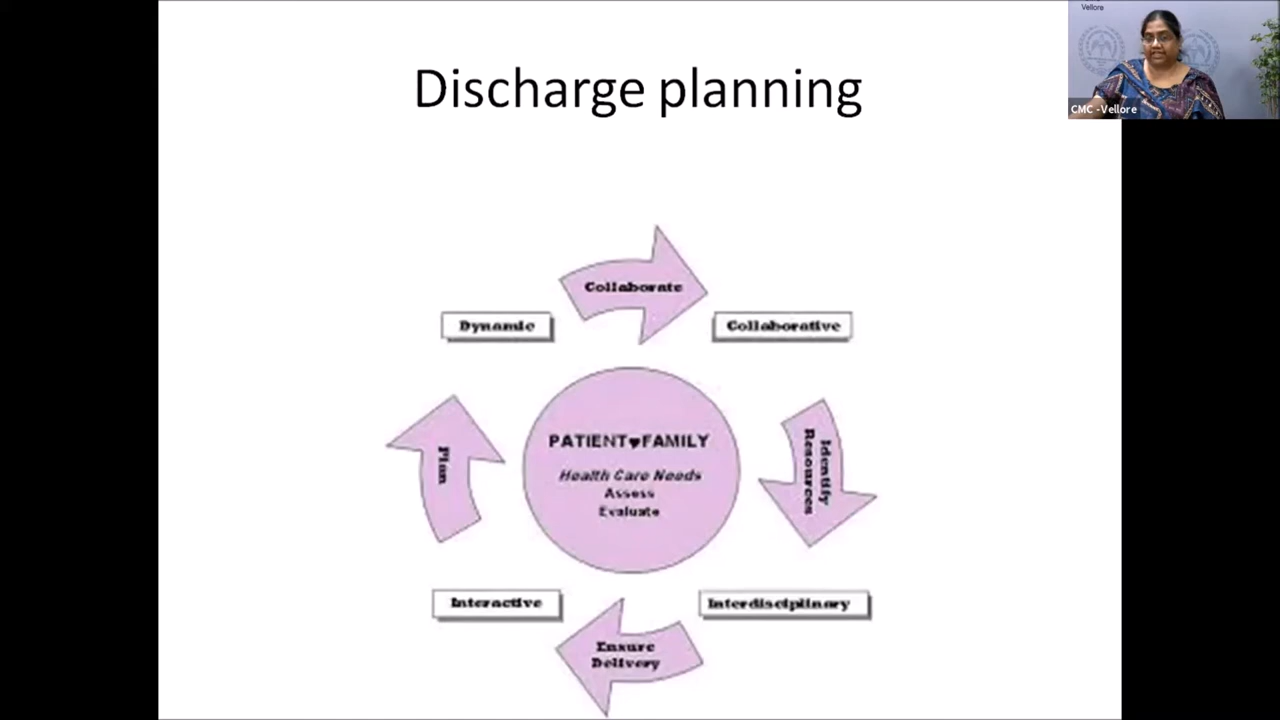 Vellore
CMC -Vellore
Discharge planning
Collaborate
Dynamic
Collaborative
Plan
PATIENT♥FAMILY
Health Care Needs
Assess
Evaluate
Identify
Resources
Interactive
Interdisciplinary
Ensure
Delivery